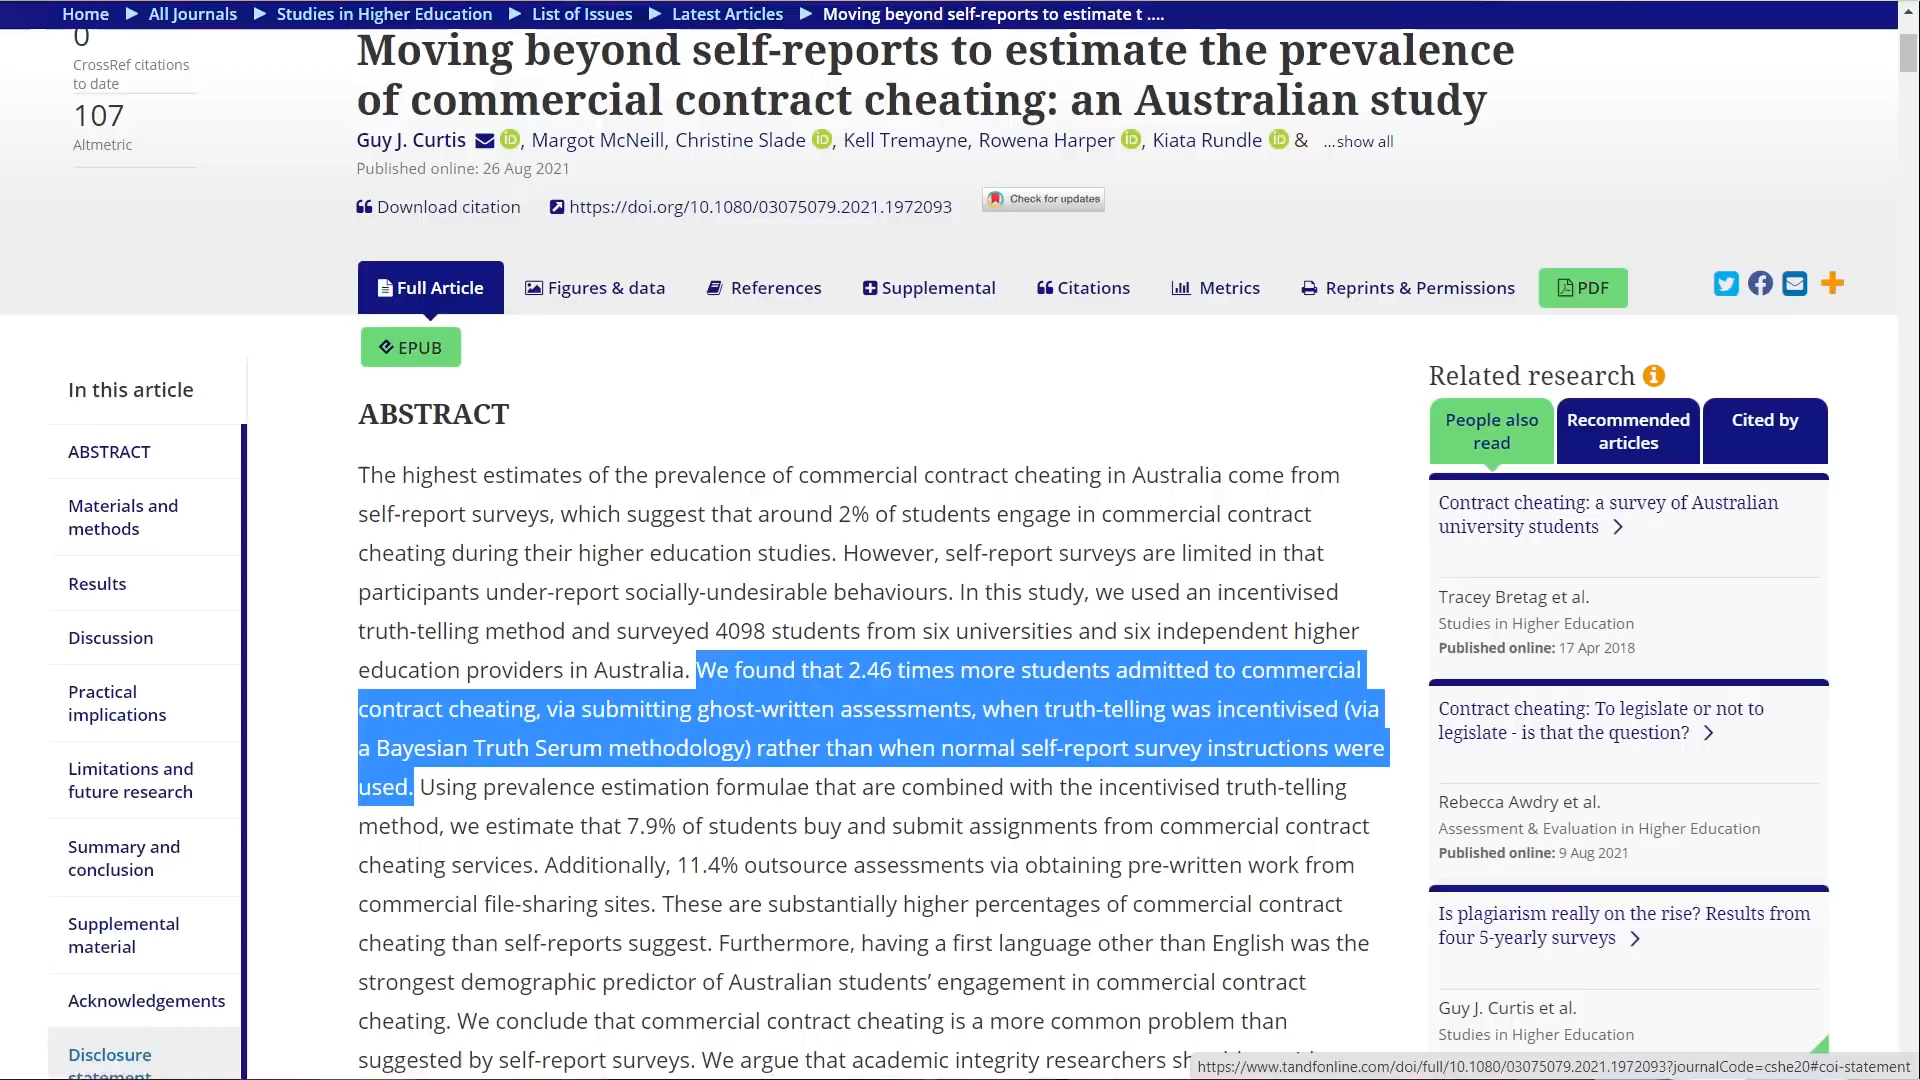 Home All Journals Studies in Higher Education List of Issues Latest Articles Moving beyond self-reports to estimate t ....
0
CrossRef citations
to date
107
Altmetric
Moving beyond self-reports to estimate the prevalence
of commercial contract cheating: an Australian study
Guy J. Curtis, Margot McNeill, Christine Slade, Kell Tremayne, Rowena Harper, Kiata Rundle & ...show all
Published online: 26 Aug 2021
Download citation https://doi.org/10.1080/03075079.2021.1972093 Check for updates
Full Article Figures & data References Supplemental Citations Metrics Reprints & Permissions PDF
EPUB
In this article
ABSTRACT
Materials and
methods
Results
Discussion
Practical
implications
Limitations and
future research
Summary and
conclusion
Supplemental
material
Acknowledgements
Disclosure
statement
ABSTRACT
The highest estimates of the prevalence of commercial contract cheating in Australia come from
self-report surveys, which suggest that around 2% of students engage in commercial contract
cheating during their higher education studies. However, self-report surveys are limited in that
participants under-report socially-undesirable behaviours. In this study, we used an incentivised
truth-telling method and surveyed 4098 students from six universities and six independent higher
education providers in Australia. We found that 2.46 times more students admitted to commercial
contract cheating, via submitting ghost-written assessments, when truth-telling was incentivised (via
a Bayesian Truth Serum methodology) rather than when normal self-report survey instructions were
used. Using prevalence estimation formulae that are combined with the incentivised truth-telling
method, we estimate that 7.9% of students buy and submit assignments from commercial contract
cheating services. Additionally, 11.4% outsource assessments via obtaining pre-written work from
commercial file-sharing sites. These are substantially higher percentages of commercial contract
cheating than self-reports suggest. Furthermore, having a first language other than English was the
strongest demographic predictor of Australian students’ engagement in commercial contract
cheating. We conclude that commercial contract cheating is a more common problem than
suggested by self-report surveys. We argue that academic integrity researchers
Related research
People also
read
Recommended
articles
Cited by
Contract cheating: a survey of Australian
university students
Tracey Bretag et al.
Studies in Higher Education
Published online: 17 Apr 2018
Contract cheating: To legislate or not to
legislate - is that the question?
Rebecca Awdry et al.
Assessment & Evaluation in Higher Education
Published online: 9 Aug 2021
Is plagiarism really on the rise? Results from
four 5-yearly surveys
Guy J. Curtis et al.
Studies in Higher Education
https://www.tandfonline.com/doi/full/10.1080/03075079.2021.1972093?journalCode=cshe20#coi-statement